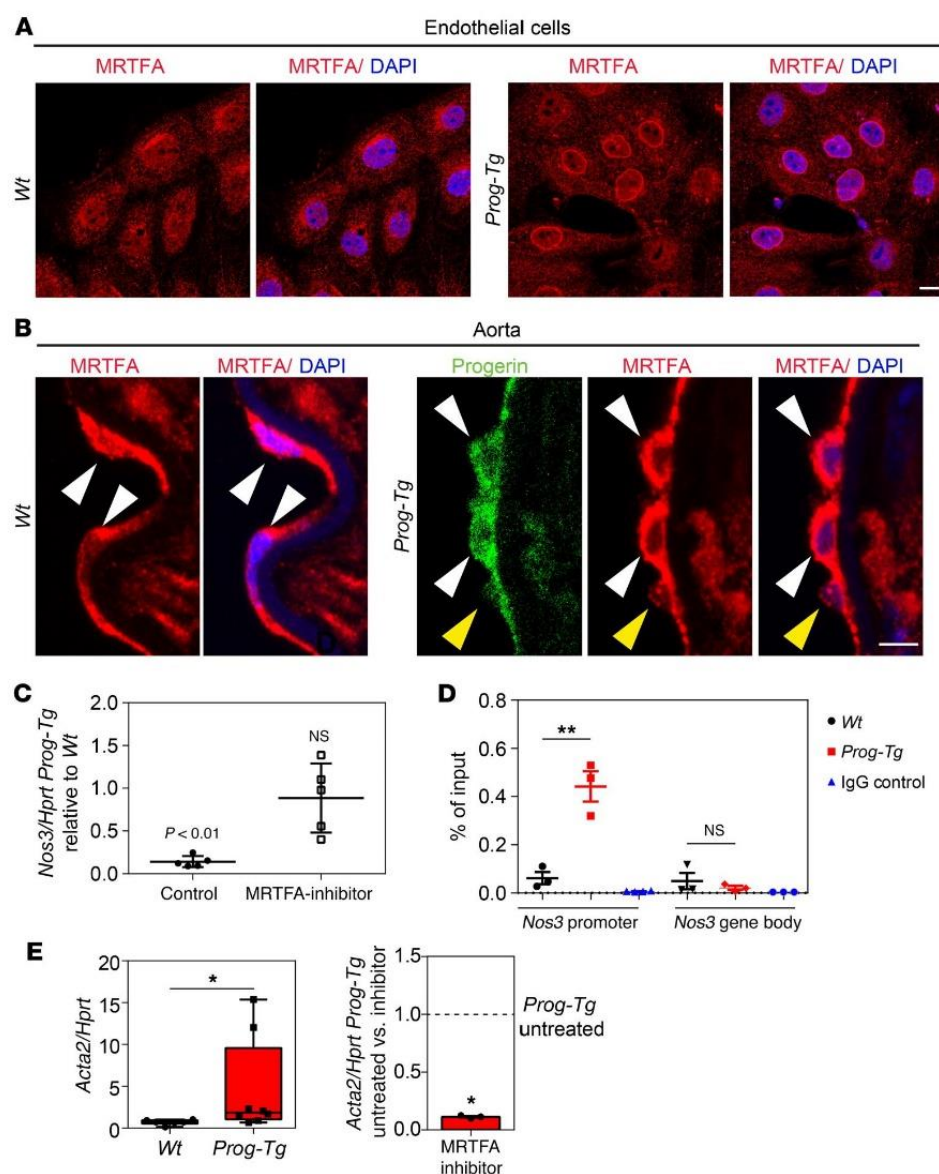 A
Endothelial cells
MRTFA
MRTFA/ DAPI
MRTFA
MRTFA/ DAPI
Wt
Prog-Tg
B
Aorta
MRTFA
MRTFA/ DAPI
Progerin
MRTFA
MRTFA/ DAPI
Wt
Prog-Tg
C
Nos3/Hprt Prog-Tg
relative to Wt
2.0
1.5
1.0
0.5
0.0
P < 0.01
NS
Control
MRTFA-inhibitor
D
% of input
0.8
0.6
0.4
0.2
0.0
**
NS
Nos3 promoter
Nos3 gene body
Wt
Prog-Tg
IgG control
E
Acta2/Hprt
20
15
10
5
0
*
Wt
Prog-Tg
Acta2/Hprt Prog-Tg
untreated vs. inhibitor
1.5
1.0
0.5
0.0
*
MRTFA
inhibitor
Prog-Tg
untreated